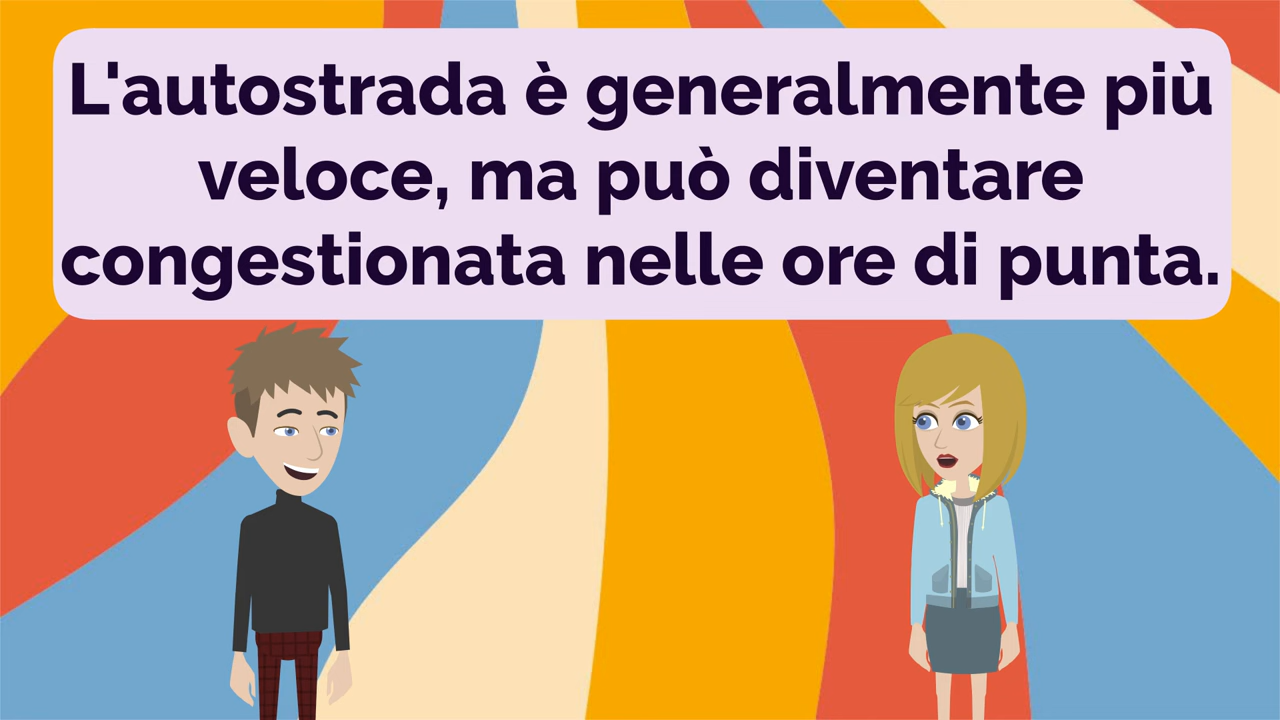 L'autostrada è generalmente più
veloce, ma può diventare
congestionata nelle ore di punta.